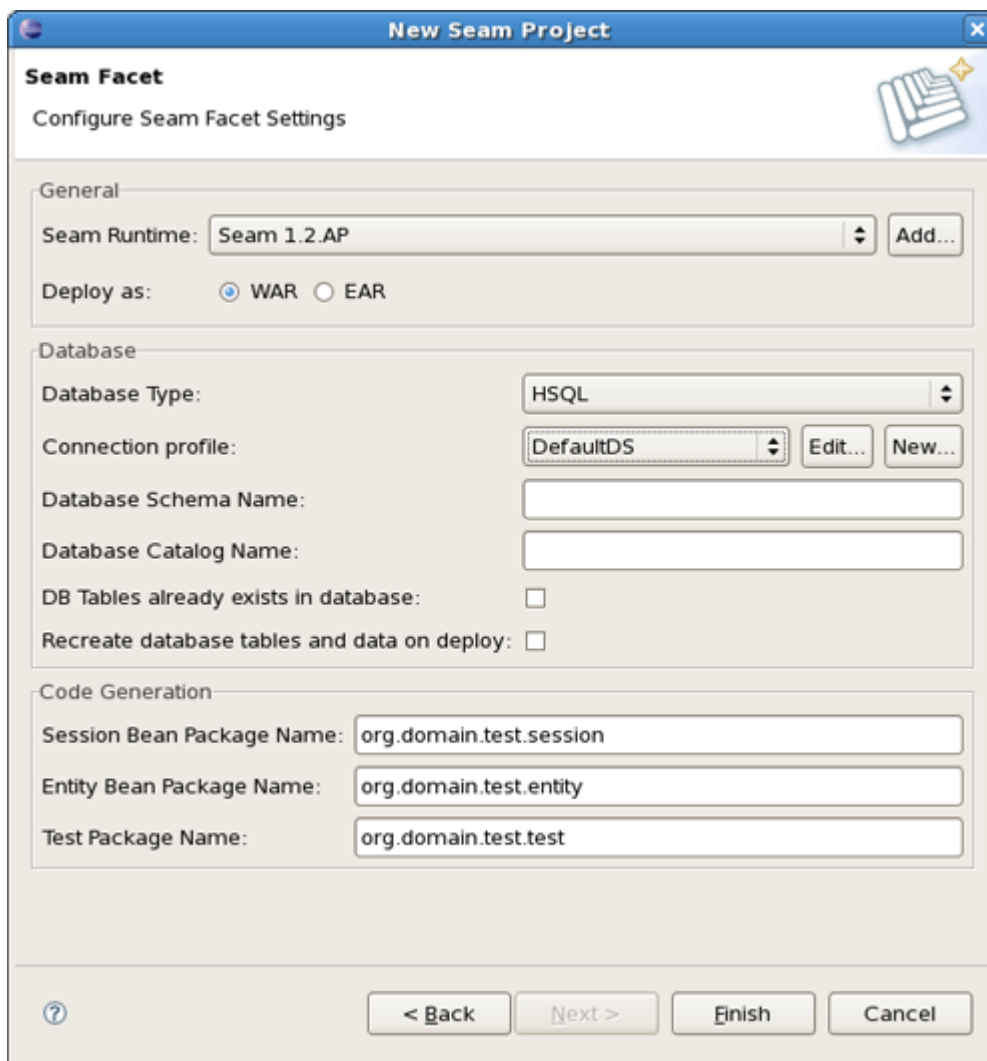 New Seam Project
Seam Facet
Configure Seam Facet Settings
General
Seam Runtime: Seam 1.2.AP Add...
Deploy as: WAR EAR
Database
Database Type: HSQL
Connection profile: DefaultDS Edit... New...
Database Schema Name:
Database Catalog Name:
DB Tables already exists in database:
Recreate database tables and data on deploy:
Code Generation
Session Bean Package Name: org.domain.test.session
Entity Bean Package Name: org.domain.test.entity
Test Package Name: org.domain.test.test
? < Back Next > Finish Cancel